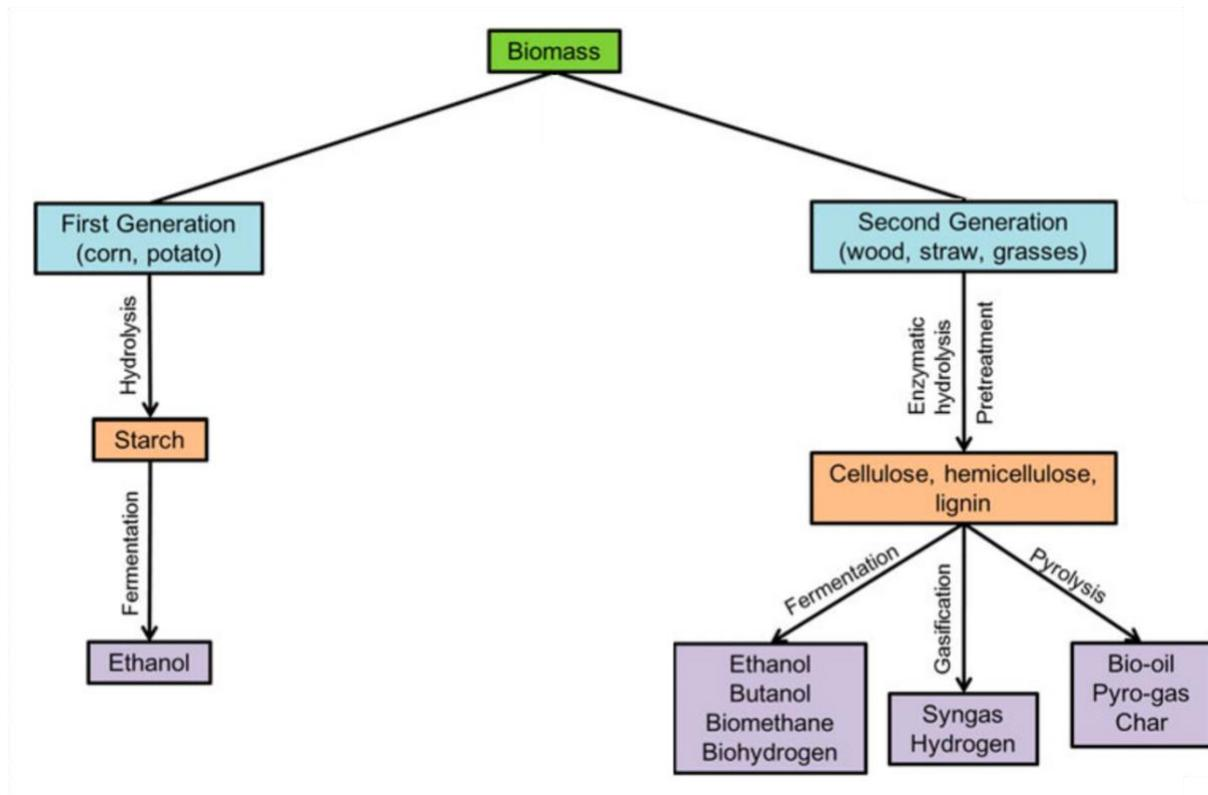 Biomass
First Generation
(corn, potato)
Second Generation
(wood, straw, grasses)
Hydrolysis
Enzymatic
hydrolysis
Pretreatment
Starch
Cellulose, hemicellulose,
lignin
Fermentation
Fermentation
Gasification
Pyrolysis
Ethanol
Ethanol
Butanol
Biomethane
Biohydrogen
Syngas
Hydrogen
Bio-oil
Pyro-gas
Char